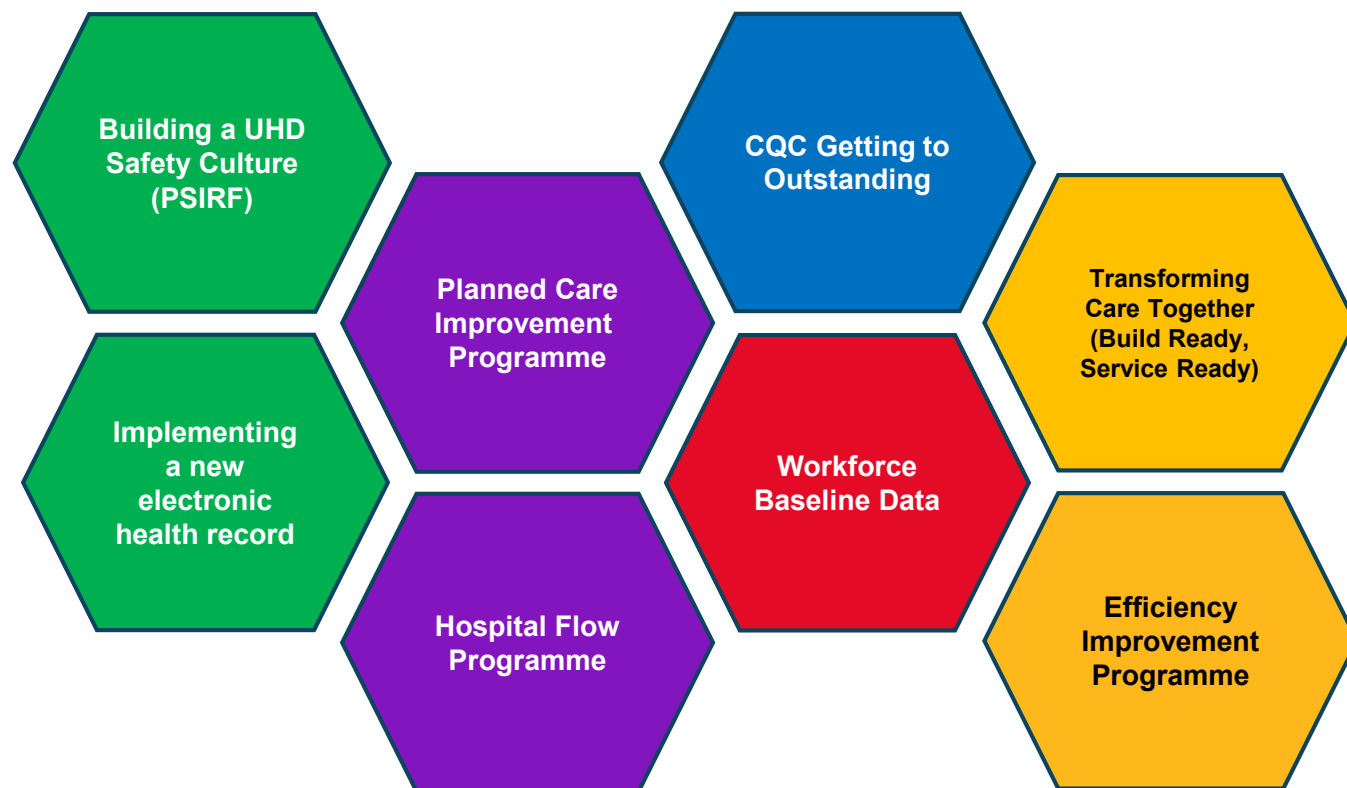 Building a UHD
Safety Culture
(PSIRF)
CQC Getting to
Outstanding
Planned Care
Improvement
Programme
Transforming
Care Together
(Build Ready,
Service Ready)
Implementing
a new
electronic
health record
Workforce
Baseline Data
Hospital Flow
Programme
Efficiency
Improvement
Programme